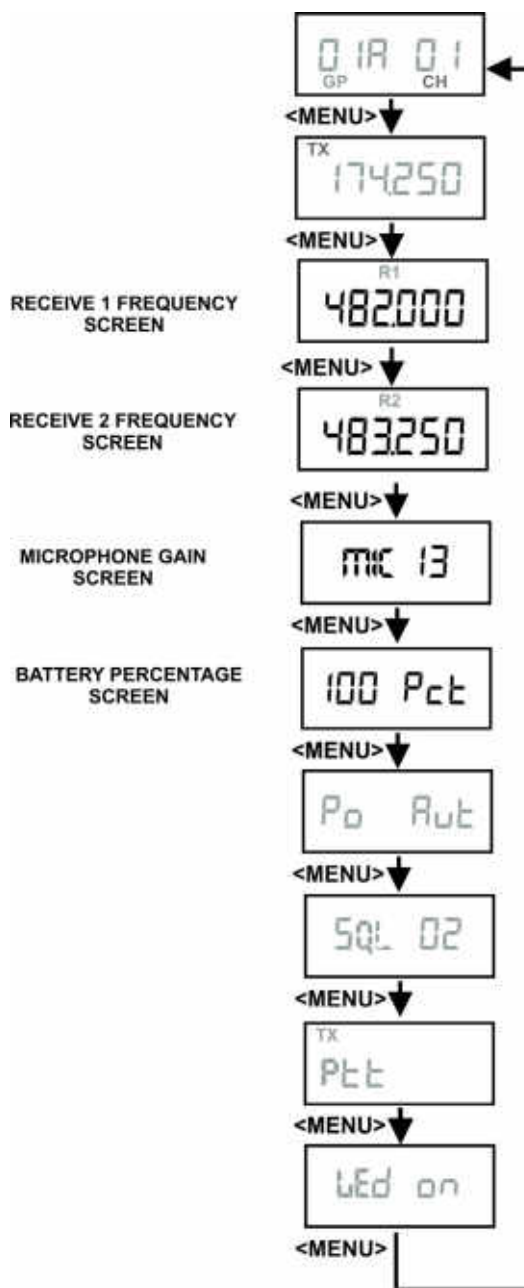 01A 01
GP CH
<MENU>
TX
174.250
<MENU>
R1
RECEIVE 1 FREQUENCY
SCREEN
482.000
<MENU>
R2
RECEIVE 2 FREQUENCY
SCREEN
483.250
<MENU>
MICROPHONE GAIN
SCREEN
MIC 13
<MENU>
BATTERY PERCENTAGE
SCREEN
100 Pct
<MENU>
Po Aut
<MENU>
SQL 02
<MENU>
TX
Ptt
<MENU>
LEd on
<MENU>